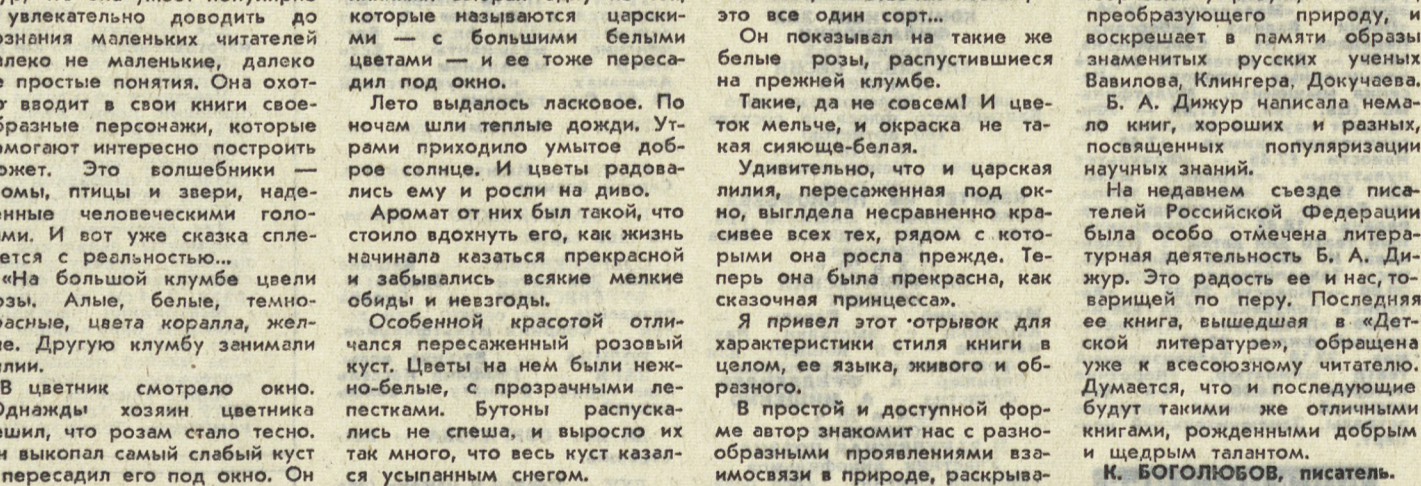 увлекательно доводить до
маленьких читателей
не маленькие, далеко
простые понятия. Она охот-
вводит в свои книги свое-
персонажи, которые
интересно построить
Это волшебники —
птицы и звери, наде-
человеческими голо-
И вот уже сказка спле-
с реальностью...
«На большой клумбе цвели
Алые, белые, темно-
цвета коралла, жел-
Другую клумбу занимали
В цветник смотрело окно.
Однажды хозяин цветника
что розам стало тесно.
выкопал самый слабый куст
пересадил его под окно. Он
которые называются царски-
ми — с большими белыми
цветами — и ее тоже переса-
дил под окно.
Лето выдалось ласковое. По
ночам шли теплые дожди. Ут-
рами приходило умытое доб-
рое солнце. И цветы радова-
лись ему и росли на диво.
Аромат от них был такой, что
стоило вдохнуть его, как жизнь
начинала казаться прекрасной
и забывались всякие мелкие
обиды и невзгоды.
Особенной красотой отли-
чался пересаженный розовый
куст. Цветы на нем были неж-
но-белые, с прозрачными ле-
пестками. Бутоны распуска-
лись не спеша, и выросло их
так много, что весь куст казал-
ся усыпанным снегом.
это все один сорт...
Он показывал на такие же
белые розы, распустившиеся
на прежней клумбе.
Такие, да не совсем! И цве-
ток мельче, и окраска не та-
кая сияюще-белая.
Удивительно, что и царская
лилия, пересаженная под ок-
но, выглдела несравненно кра-
сивее всех тех, рядом с кото-
рыми она росла прежде. Те-
перь она была прекрасна, как
сказочная принцесса».
Я привел этот отрывок для
характеристики стиля книги в
целом, ее языка, живого и об-
разного.
В простой и доступной фор-
ме автор знакомит нас с разно-
образными проявлениями вза-
имосвязи в природе, раскрыва-
преобразующего природу, и
воскрешает в памяти образы
знаменитых русских ученых
Вавилова, Клингера, Докучаева.
Б. А. Дижур написала нема-
ло книг, хороших и разных,
посвященных популяризации
научных знаний.
На недавнем съезде писа-
телей Российской Федерации
была особо отмечена литера-
турная деятельность Б. А. Ди-
жур. Это радость ее и нас, то-
варищей по перу. Последняя
ее книга, вышедшая в «Дет-
ской литературе», обращена
уже к всесоюзному читателю.
Думается, что и последующие
будут такими же отличными
книгами, рожденными добрым
и щедрым талантом.
К. БОГОЛЮБОВ, писатель.